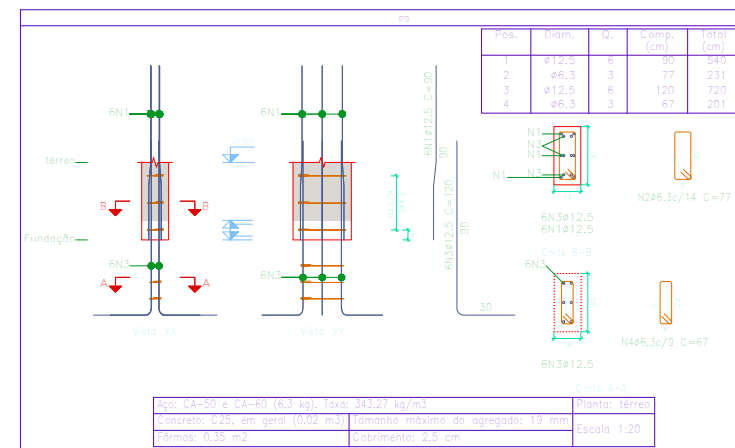 P9
Pos. Diam. Q. Comp. (cm) Total (cm)
1 ø12.5 6 90 540
2 ø6.3 3 77 231
3 ø12.5 6 120 720
4 ø6.3 3 67 201
6N1
6N1
térreo
B
B
Fundação
6N3
6N3
A
A
Vista XX
Vista YY
6N1ø12.5 C=90
90
6N3ø12.5 C=120
90
30
N1
N3
N1
N3
N1
14
6N3ø12.5
6N1ø12.5
Corte B-B
N2ø6.3c/14 C=77
6N3
6N3ø12.5
Corte A-A
N4ø6.3c/9 C=67
Aço: CA-50 e CA-60 (6.3 kg). Taxa: 343.27 kg/m3
Planta: térreo
Concreto: C25, em geral (0.02 m3)
Tamanho máximo do agregado: 19 mm
Escala 1:20
Fôrmas: 0.35 m2
Cobrimento: 2.5 cm